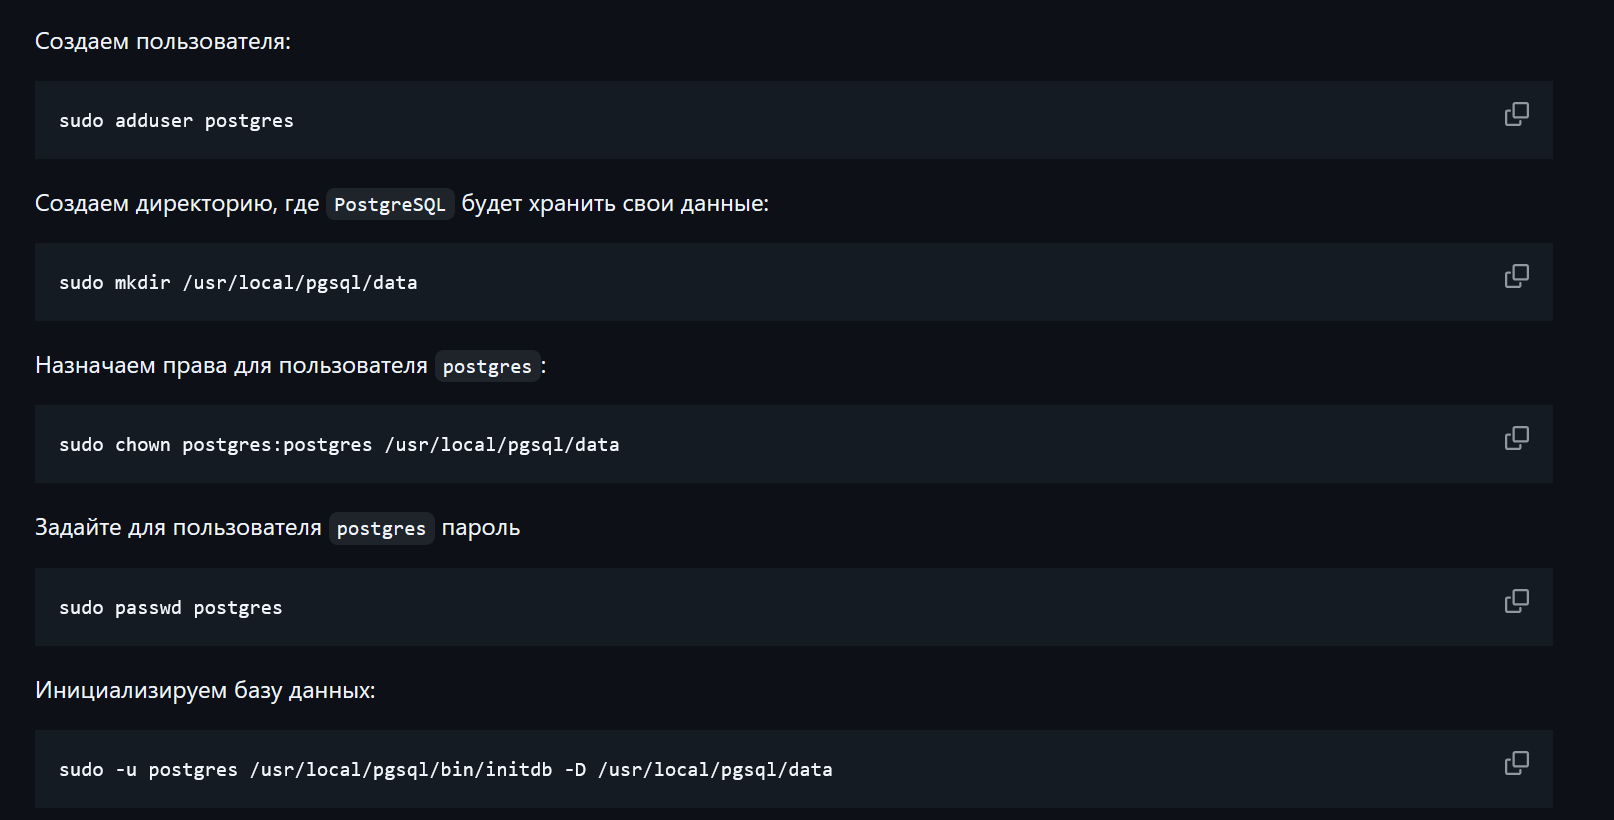 Создаем пользователя:
sudo adduser postgres
Создаем директорию, где PostgreSQL будет хранить свои данные:
sudo mkdir /usr/local/pgsql/data
Назначаем права для пользователя postgres:
sudo chown postgres:postgres /usr/local/pgsql/data
Задайте для пользователя postgres пароль
sudo passwd postgres
Инициализируем базу данных:
sudo -u postgres /usr/local/pgsql/bin/initdb -D /usr/local/pgsql/data